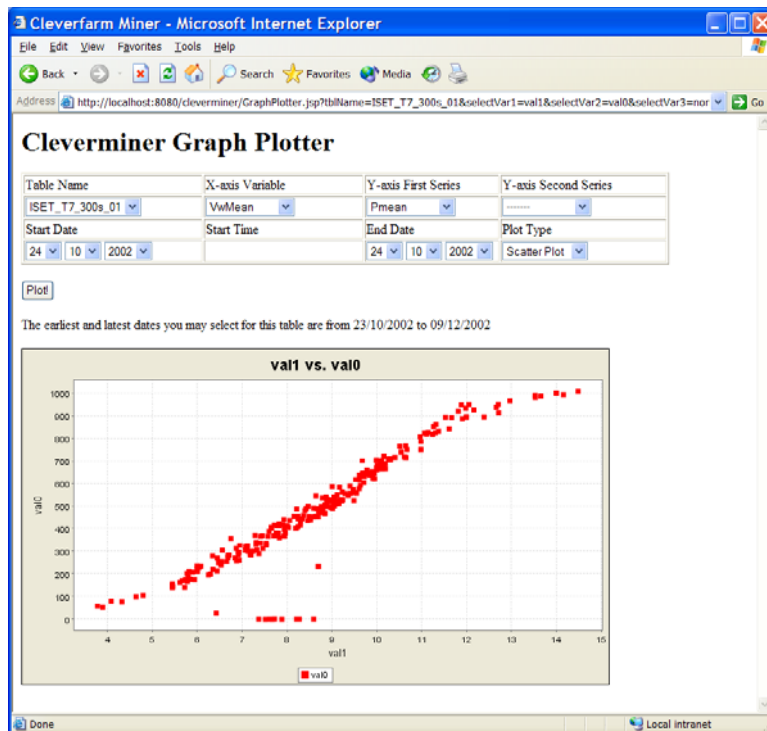 Cleverfarm Miner - Microsoft Internet Explorer
File Edit View Favorites Tools Help
Back Search Favorites Media
Address http://localhost:8080/cleverminer/GraphPlotter.jsp?tblName=ISET_T7_300s_01&selectVar1=val1&selectVar2=val0&selectVar3=nor Go
Cleverminer Graph Plotter
Table Name X-axis Variable Y-axis First Series Y-axis Second Series
ISET_T7_300s_01 VwMean Pmean -------
Start Date Start Time End Date Plot Type
24 10 2002 24 10 2002 Scatter Plot
Plot!
The earliest and latest dates you may select for this table are from 23/10/2002 to 09/12/2002
val1 vs. val0
1000
900
800
700
600
500
400
300
200
100
0
val0
4 5 6 7 8 9 10 11 12 13 14 15
val1
val0
Done Local intranet